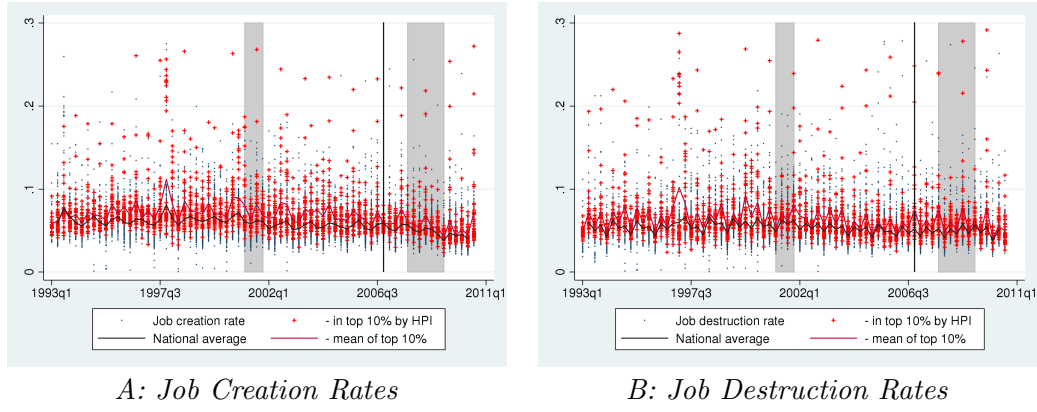 .3
.2
.1
0
1993q1 1997q3 2002q1 2006q3 2011q1
Job creation rate - in top 10% by HPI
National average - mean of top 10%
A: Job Creation Rates
.3
.2
.1
0
1993q1 1997q3 2002q1 2006q3 2011q1
Job destruction rate - in top 10% by HPI
National average - mean of top 10%
B: Job Destruction Rates